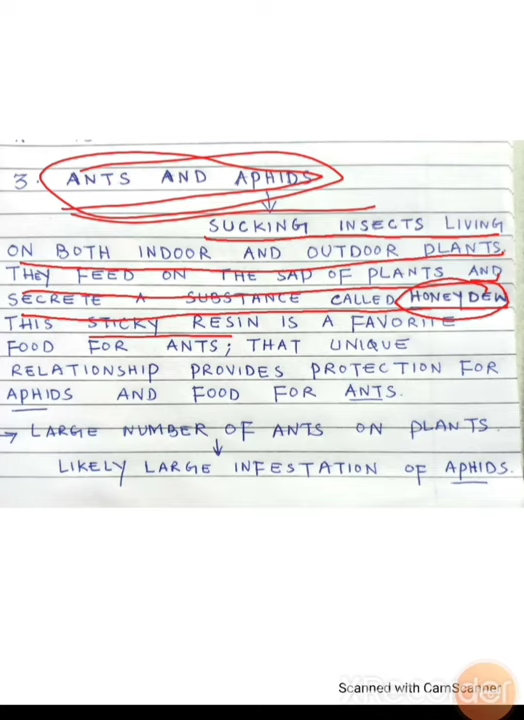 3. ANTS AND APHIDS
↓
SUCKING INSECTS LIVING
ON BOTH INDOOR AND OUTDOOR PLANTS.
THEY FEED ON THE SAP OF PLANTS AND
SECRETE A SUBSTANCE CALLED HONEYDEW
THIS STICKY RESIN IS A FAVORITE
FOOD FOR ANTS; THAT UNIQUE
RELATIONSHIP PROVIDES PROTECTION FOR
APHIDS AND FOOD FOR ANTS.
→ LARGE NUMBER OF ANTS ON PLANTS.
↓
LIKELY LARGE INFESTATION OF APHIDS.
Scanned with CamScanner